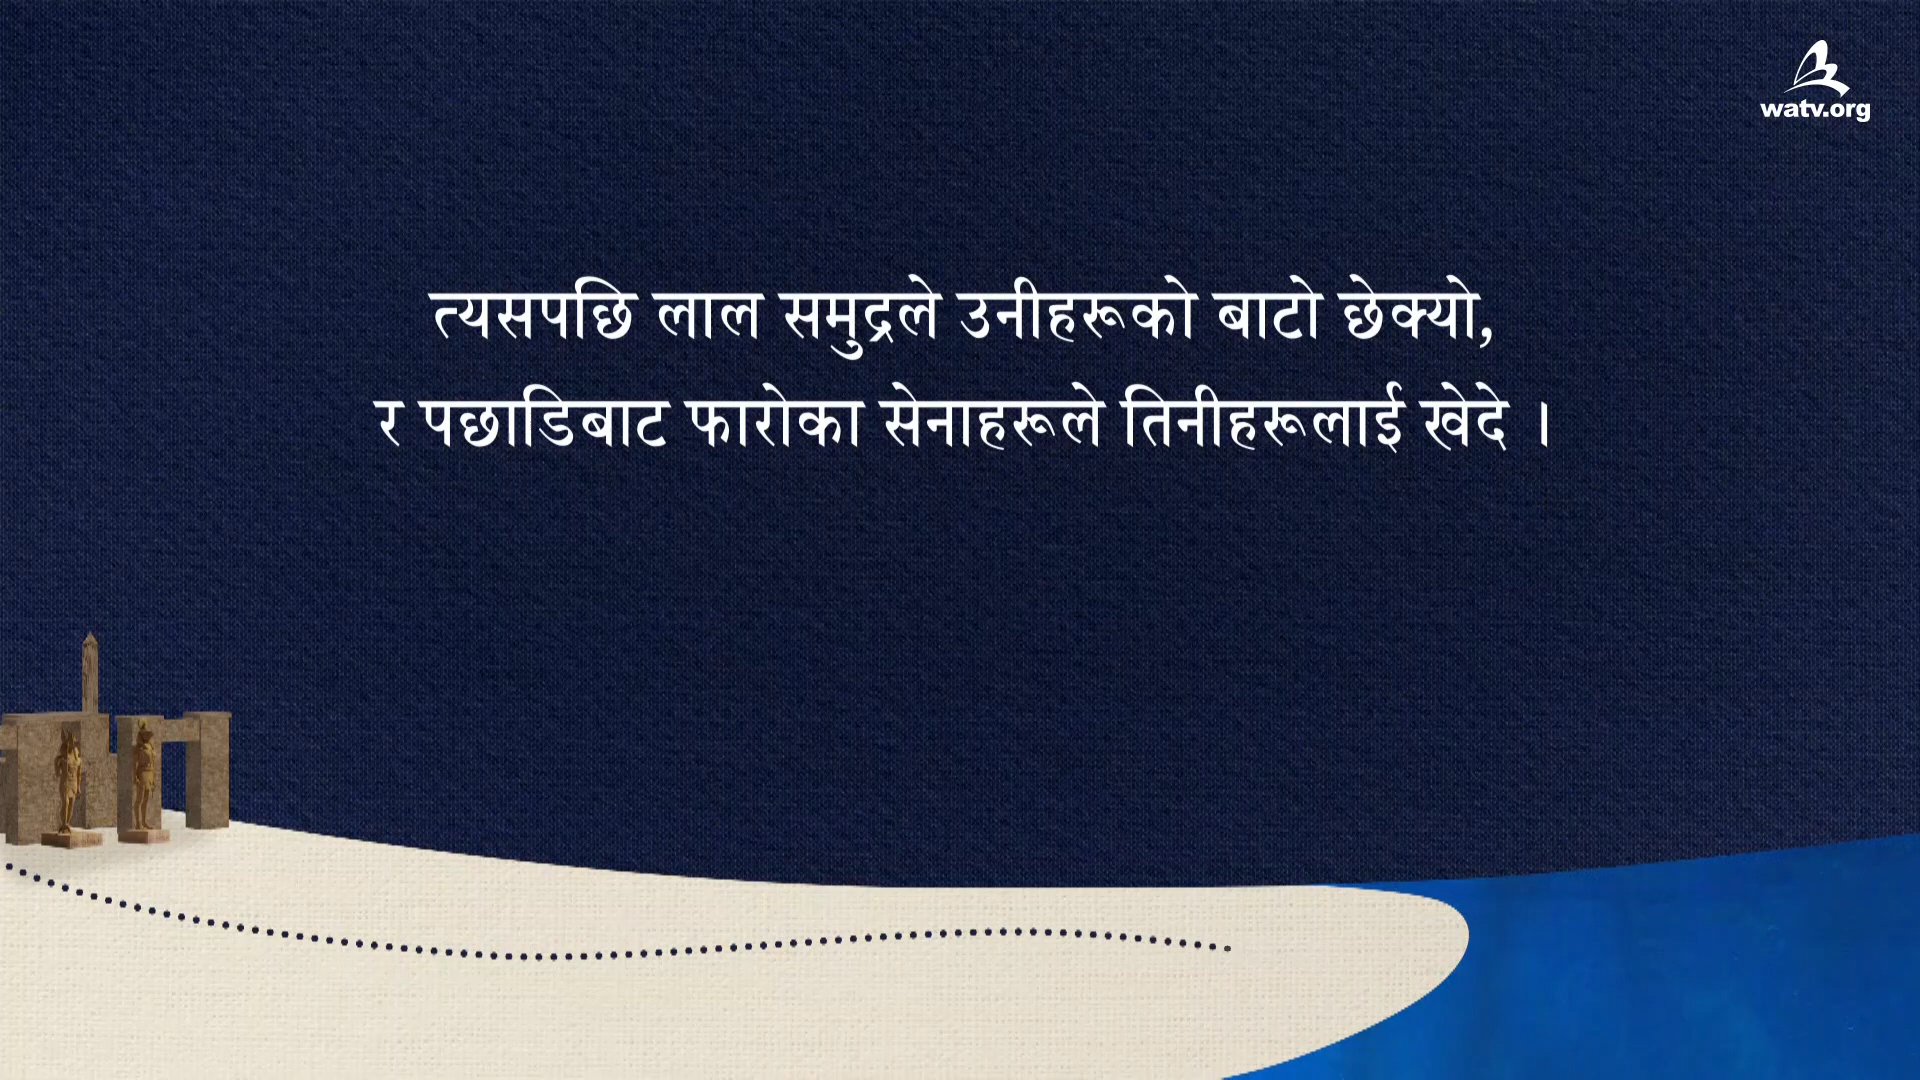 watv.org
त्यसपछि लाल समुद्रले उनीहरूको बाटो छेक्यो,
र पछाडिबाट फारोका सेनाहरूले तिनीहरूलाई खेदे ।